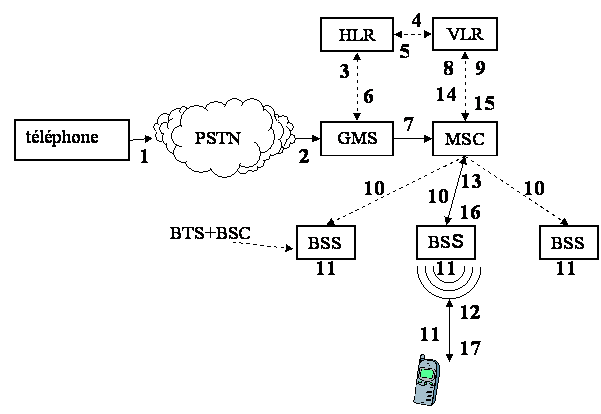 4
HLR
VLR
5
3
8
9
6
14
15
téléphone
PSTN
GMS
7
MSC
1
2
10
13
10
10
16
BTS+BSC
BSS
BSS
BSS
11
11
11
12
11
17